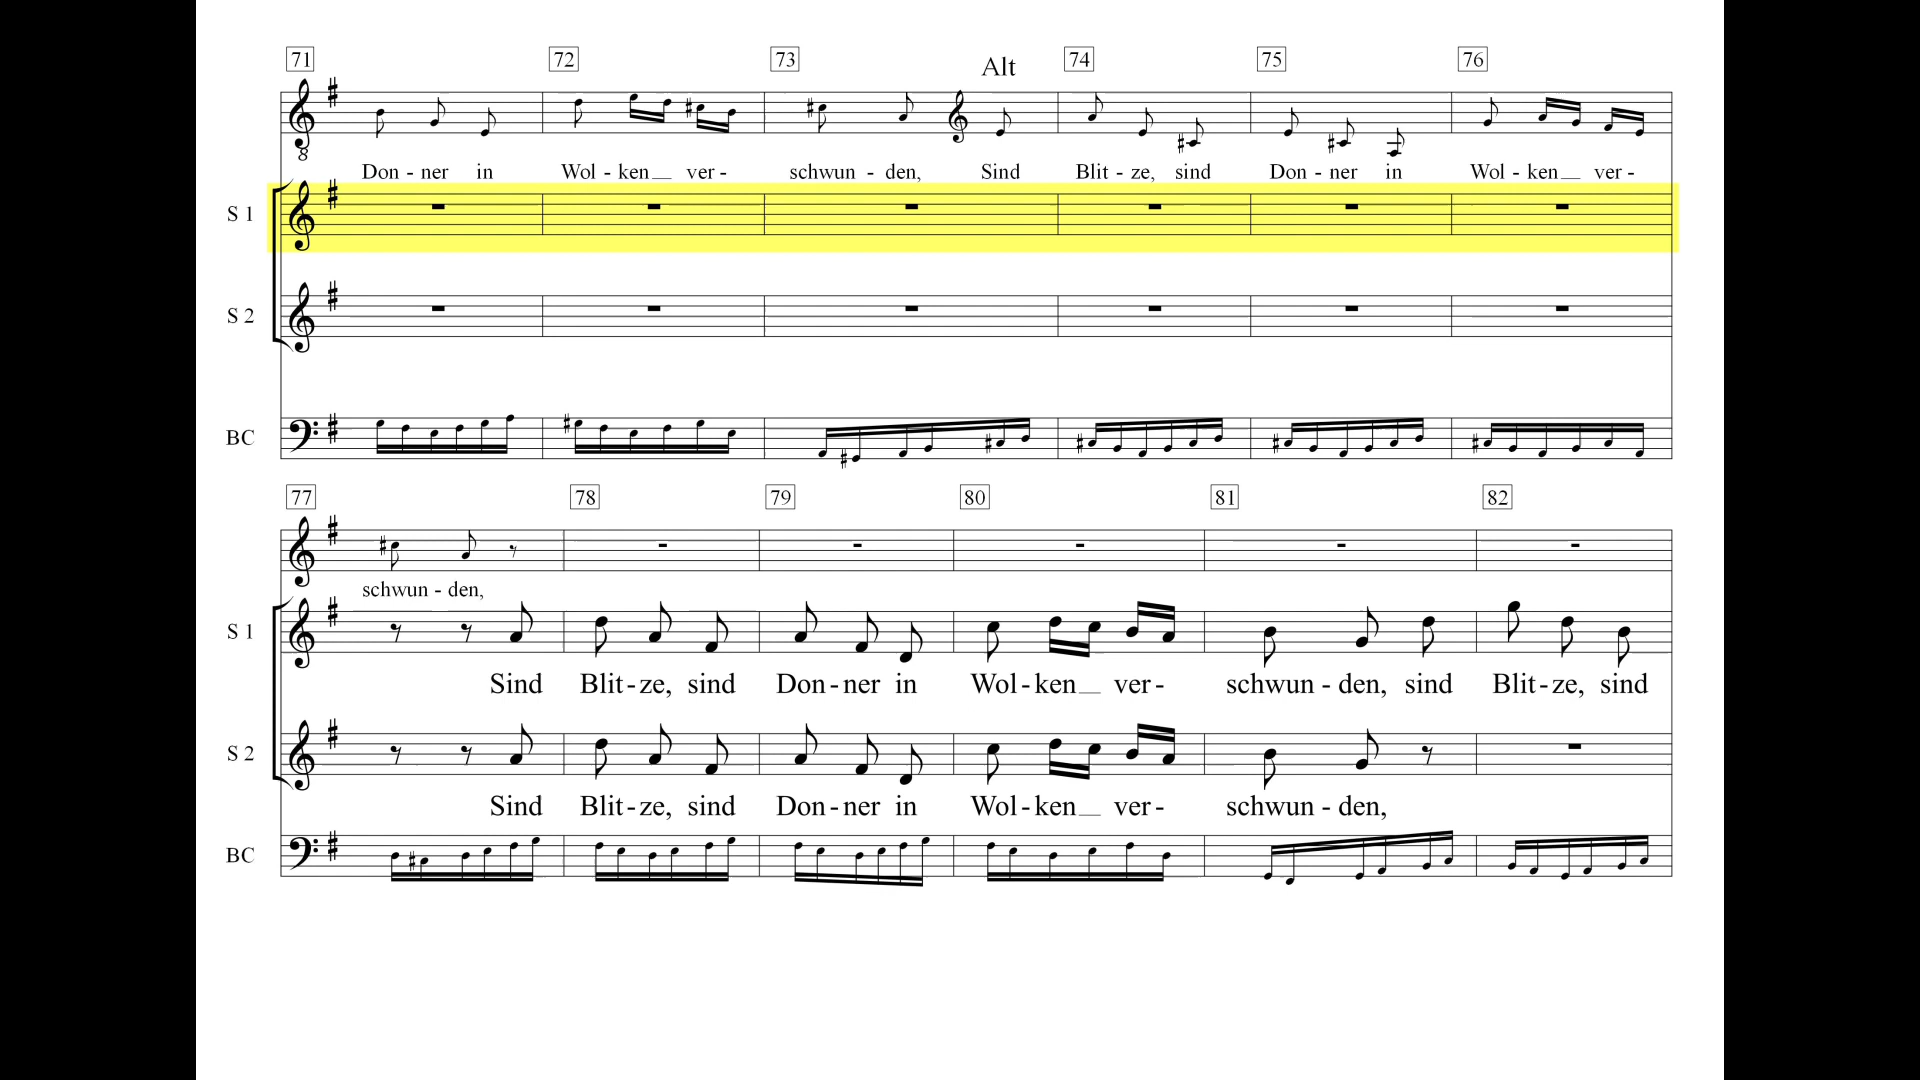 71 72 73 Alt 74 75 76
8
Don - ner in Wol - ken ver - schwun - den, Sind Blit - ze, sind Don - ner in Wol - ken ver -
S 1
S 2
BC
77 78 79 80 81 82
schwun - den,
S 1
Sind Blit - ze, sind Don - ner in Wol - ken ver - schwun - den, sind Blit - ze, sind
S 2
Sind Blit - ze, sind Don - ner in Wol - ken ver - schwun - den,
BC